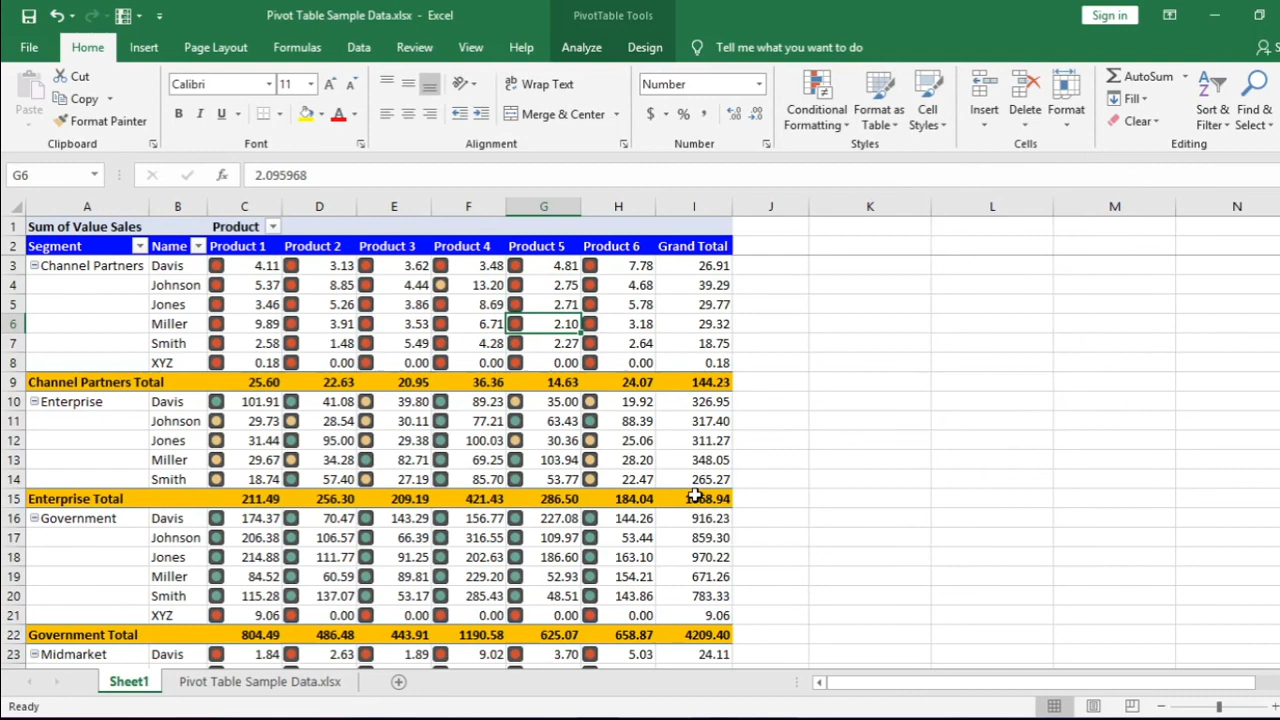 Pivot Table Sample Data.xlsx - Excel
PivotTable Tools
Sign in
File Home Insert Page Layout Formulas Data Review View Help Analyze Design Tell me what you want to do
Paste
Cut
Copy
Format Painter
Clipboard
Calibri 11
B I U
Font
Wrap Text
Merge & Center
Alignment
Number
$ % ,
Number
Conditional Formatting
Format as Table
Cell Styles
Styles
Insert Delete Format
Cells
AutoSum
Fill
Clear
Sort & Filter
Find & Select
Editing
G6 fx 2.095968
A B C D E F G H I J K L M N
1 Sum of Value Sales Product
2 Segment Name Product 1 Product 2 Product 3 Product 4 Product 5 Product 6 Grand Total
3 Channel Partners Davis 4.11 3.13 3.62 3.48 4.81 7.78 26.91
4 Johnson 5.37 8.85 4.44 13.20 2.75 4.68 39.29
5 Jones 3.46 5.26 3.86 8.69 2.71 5.78 29.77
6 Miller 9.89 3.91 3.53 6.71 2.10 3.18 29.32
7 Smith 2.58 1.48 5.49 4.28 2.27 2.64 18.75
8 XYZ 0.18 0.00 0.00 0.00 0.00 0.00 0.18
9 Channel Partners Total 25.60 22.63 20.95 36.36 14.63 24.07 144.23
10 Enterprise Davis 101.91 41.08 39.80 89.23 35.00 19.92 326.95
11 Johnson 29.73 28.54 30.11 77.21 63.43 88.39 317.40
12 Jones 31.44 95.00 29.38 100.03 30.36 25.06 311.27
13 Miller 29.67 34.28 82.71 69.25 103.94 28.20 348.05
14 Smith 18.74 57.40 27.19 85.70 53.77 22.47 265.27
15 Enterprise Total 211.49 256.30 209.19 421.43 286.50 184.04
16 Government Davis 174.37 70.47 143.29 156.77 227.08 144.26 916.23
17 Johnson 206.38 106.57 66.39 316.55 109.97 53.44 859.30
18 Jones 214.88 111.77 91.25 202.63 186.60 163.10 970.22
19 Miller 84.52 60.59 89.81 229.20 52.93 154.21 671.26
20 Smith 115.28 137.07 53.17 285.43 48.51 143.86 783.33
21 XYZ 9.06 0.00 0.00 0.00 0.00 0.00 9.06
22 Government Total 804.49 486.48 443.91 1190.58 625.07 658.87 4209.40
23 Midmarket Davis 1.84 2.63 1.89 9.02 3.70 5.03 24.11
Sheet1 Pivot Table Sample Data.xlsx
Ready